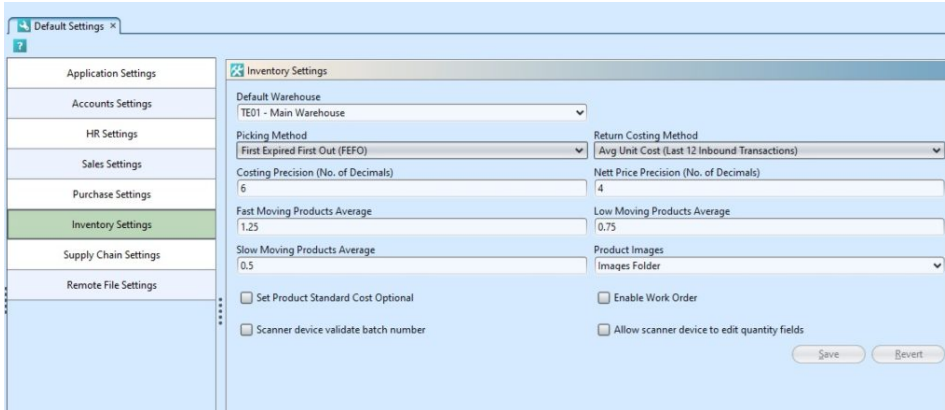 Default Settings ×
?
Application Settings
Accounts Settings
HR Settings
Sales Settings
Purchase Settings
Inventory Settings
Supply Chain Settings
Remote File Settings
Inventory Settings
Default Warehouse
TE01 - Main Warehouse
Picking Method
First Expired First Out (FEFO)
Return Costing Method
Avg Unit Cost (Last 12 Inbound Transactions)
Costing Precision (No. of Decimals)
6
Nett Price Precision (No. of Decimals)
4
Fast Moving Products Average
1.25
Low Moving Products Average
0.75
Slow Moving Products Average
0.5
Product Images
Images Folder
Set Product Standard Cost Optional
Enable Work Order
Scanner device validate batch number
Allow scanner device to edit quantity fields
Save
Revert